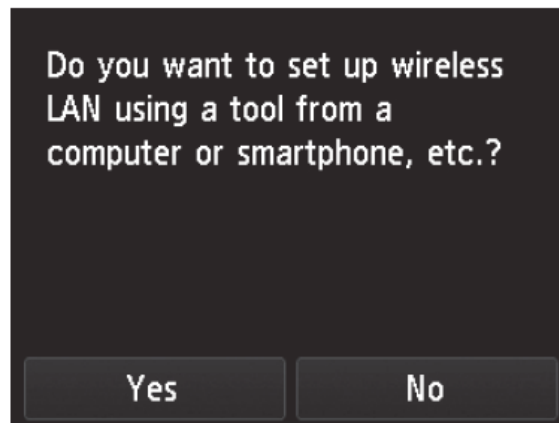 Do you want to set up wireless
LAN using a tool from a
computer or smartphone, etc.?
Yes
No